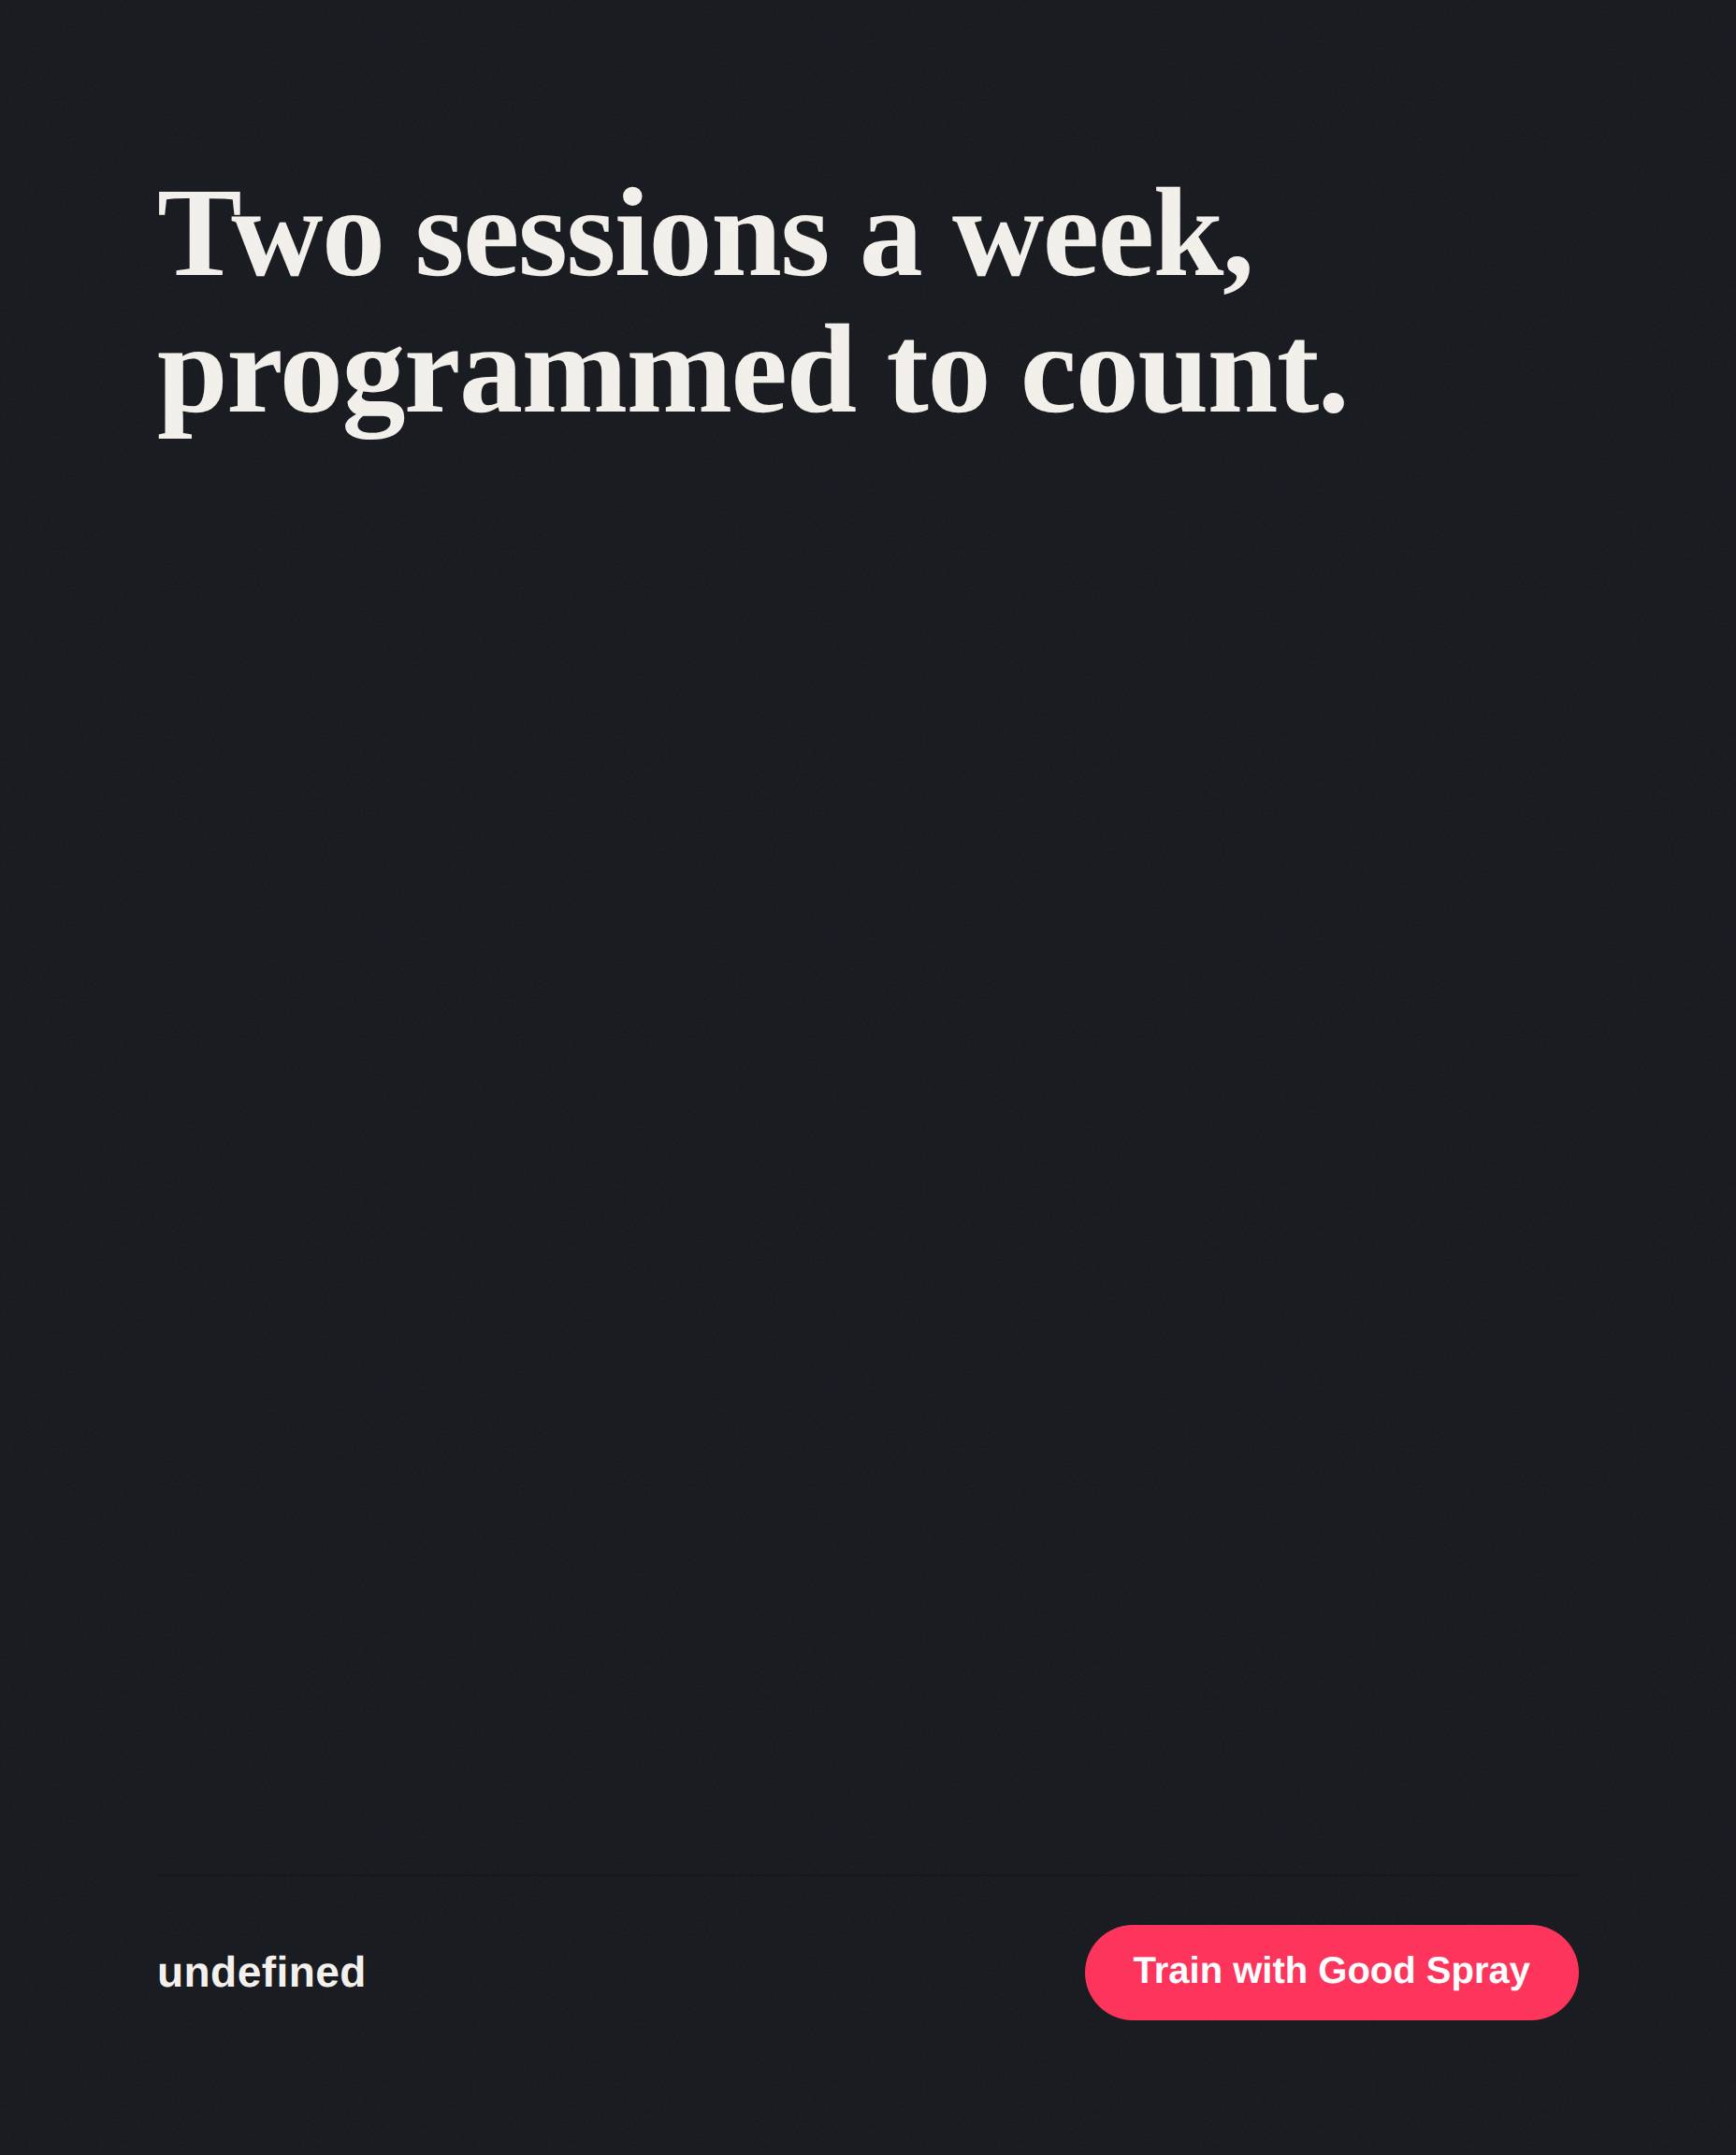 Two sessions a week,
programmed to count.
undefined
Train with Good Spray